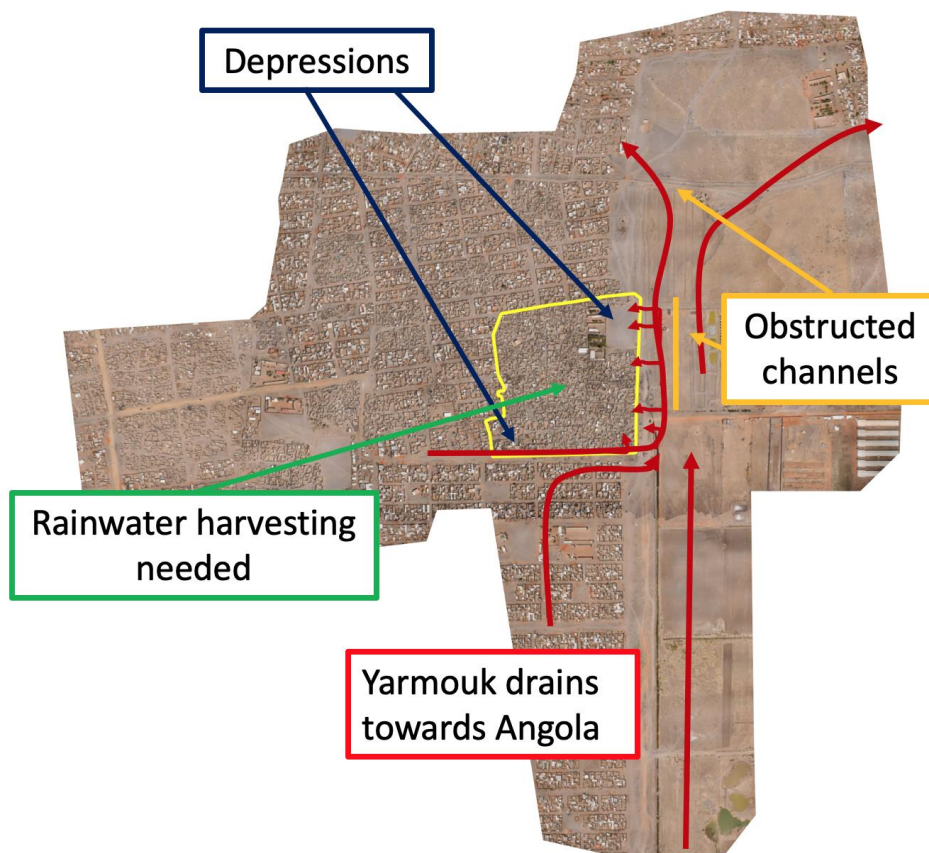 Depressions
Obstructed
channels
Rainwater harvesting
needed
Yarmouk drains
towards Angola